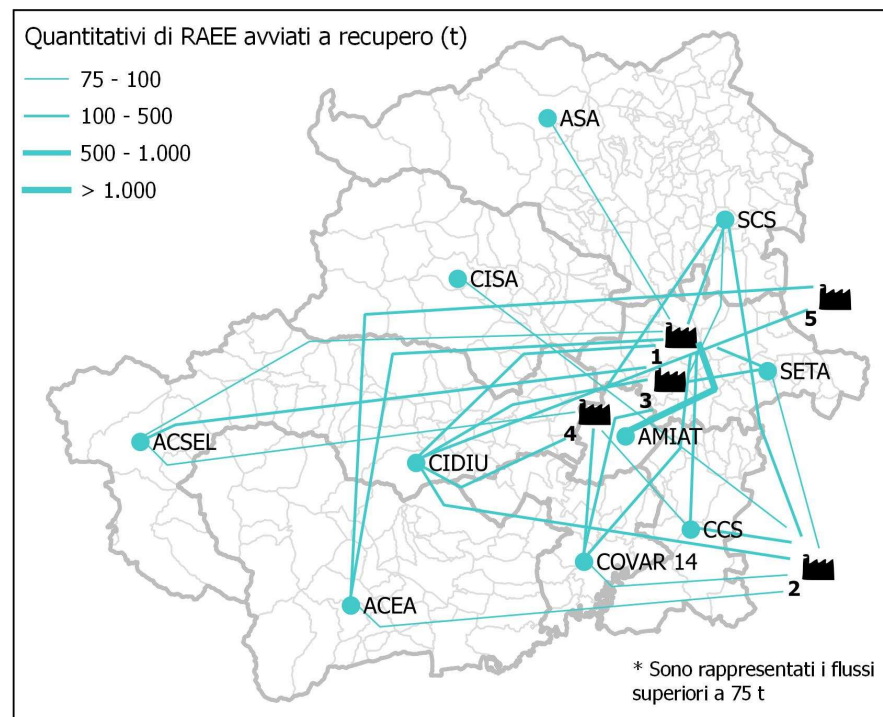 Quantitativi di RAEE avviati a recupero (t)
75 - 100
100 - 500
500 - 1.000
> 1.000
ASA
SCS
CISA
5
1
SETA
3
4
AMIAT
ACSEL
CIDIU
CCS
COVAR 14
2
ACEA
* Sono rappresentati i flussi
superiori a 75 t